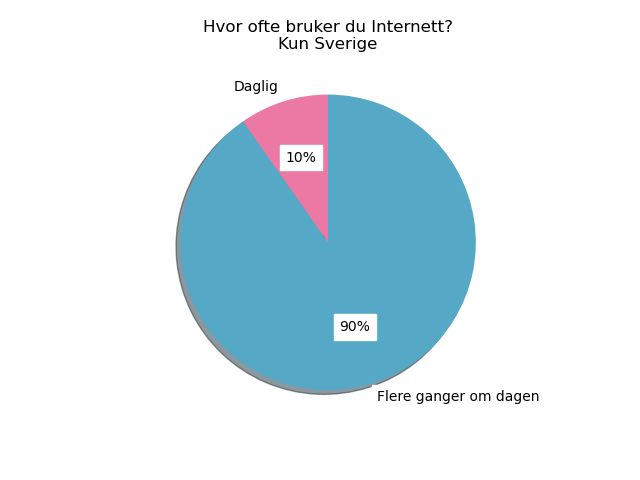 Hvor ofte bruker du Internett?
Kun Sverige
Daglig
10%
90%
Flere ganger om dagen